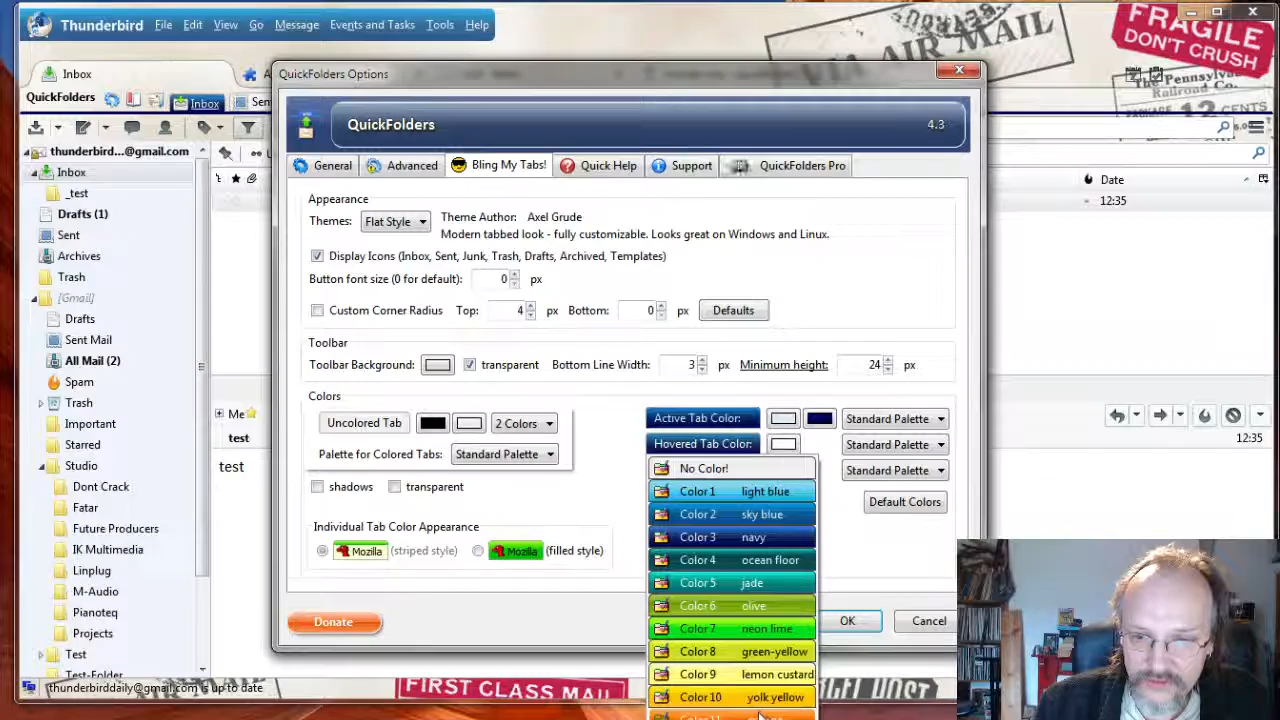 Thunderbird File Edit View Go Message Events and Tasks Tools Help
VIA AIR MAIL
FRAGILE
DON'T CRUSH
The Pennsylvania
Railroad Co.
12 CENTS
Inbox
QuickFolders Options
QuickFolders Inbox
QuickFolders 4.3
thunderbird...@gmail.com
General Advanced Bling My Tabs! Quick Help Support QuickFolders Pro
Inbox
_test
Drafts (1)
Sent
Archives
Trash
[Gmail]
Drafts
Sent Mail
All Mail (2)
Spam
Trash
Important
Starred
Studio
Dont Crack
Fatar
Future Producers
IK Multimedia
Linplug
M-Audio
Pianoteq
Projects
Test
Test-Folder
Appearance
Themes: Flat Style Theme Author: Axel Grude
Modern tabbed look - fully customizable. Looks great on Windows and Linux.
Display Icons (Inbox, Sent, Junk, Trash, Drafts, Archived, Templates)
Button font size (0 for default): 0 px
Custom Corner Radius Top: 4 px Bottom: 0 px Defaults
Toolbar
Toolbar Background: transparent Bottom Line Width: 3 px Minimum height: 24 px
Colors
Uncolored Tab 2 Colors
Palette for Colored Tabs: Standard Palette
shadows transparent
Individual Tab Color Appearance
Mozilla (striped style) Mozilla (filled style)
Active Tab Color: Standard Palette
Hovered Tab Color: Standard Palette
Standard Palette
Default Colors
No Color!
Color 1 light blue
Color 2 sky blue
Color 3 navy
Color 4 ocean floor
Color 5 jade
Color 6 olive
Color 7 neon lime
Color 8 green-yellow
Color 9 lemon custard
Color 10 yolk yellow
Donate OK Cancel
Date
12:35
Me
test
12:35
test
thunderbirddaily@gmail.com is up to date
FIRST CLASS MAIL